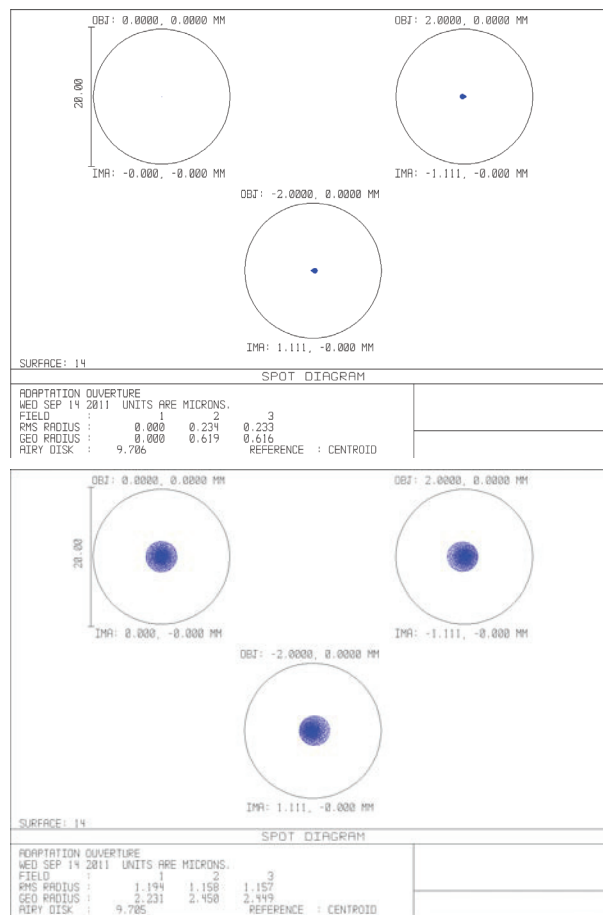 OBJ: 0.0000, 0.0000 MM OBJ: 2.0000, 0.0000 MM
20.00
IMA: -0.000, -0.000 MM IMA: -1.111, -0.000 MM
OBJ: -2.0000, 0.0000 MM
IMA: 1.111, -0.000 MM
SURFACE: 14
SPOT DIAGRAM
ADAPTATION OUVERTURE
WED SEP 14 2011 UNITS ARE MICRONS.
FIELD : 1 2 3
RMS RADIUS : 0.000 0.234 0.233
GEO RADIUS : 0.000 0.619 0.616
AIRY DISK : 9.706 REFERENCE : CENTROID
OBJ: 0.0000, 0.0000 MM OBJ: 2.0000, 0.0000 MM
20.00
IMA: 0.000, -0.000 MM IMA: -1.111, -0.000 MM
OBJ: -2.0000, 0.0000 MM
IMA: 1.111, -0.000 MM
SURFACE: 14
SPOT DIAGRAM
ADAPTATION OUVERTURE
WED SEP 14 2011 UNITS ARE MICRONS.
FIELD : 1 2 3
RMS RADIUS : 1.194 1.158 1.157
GEO RADIUS : 2.231 2.450 2.449
AIRY DISK : 9.705 REFERENCE : CENTROID